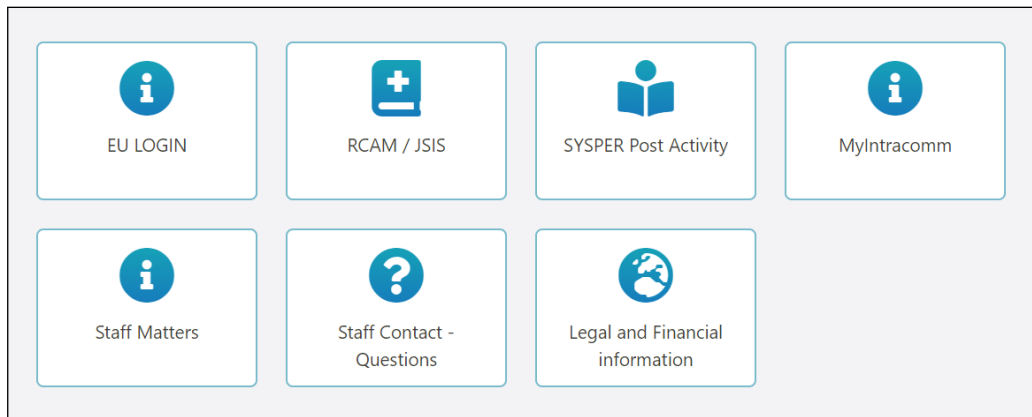 EU LOGIN
RCAM / JSIS
SYSPER Post Activity
MyIntracomm
Staff Matters
Staff Contact -
Questions
Legal and Financial
information